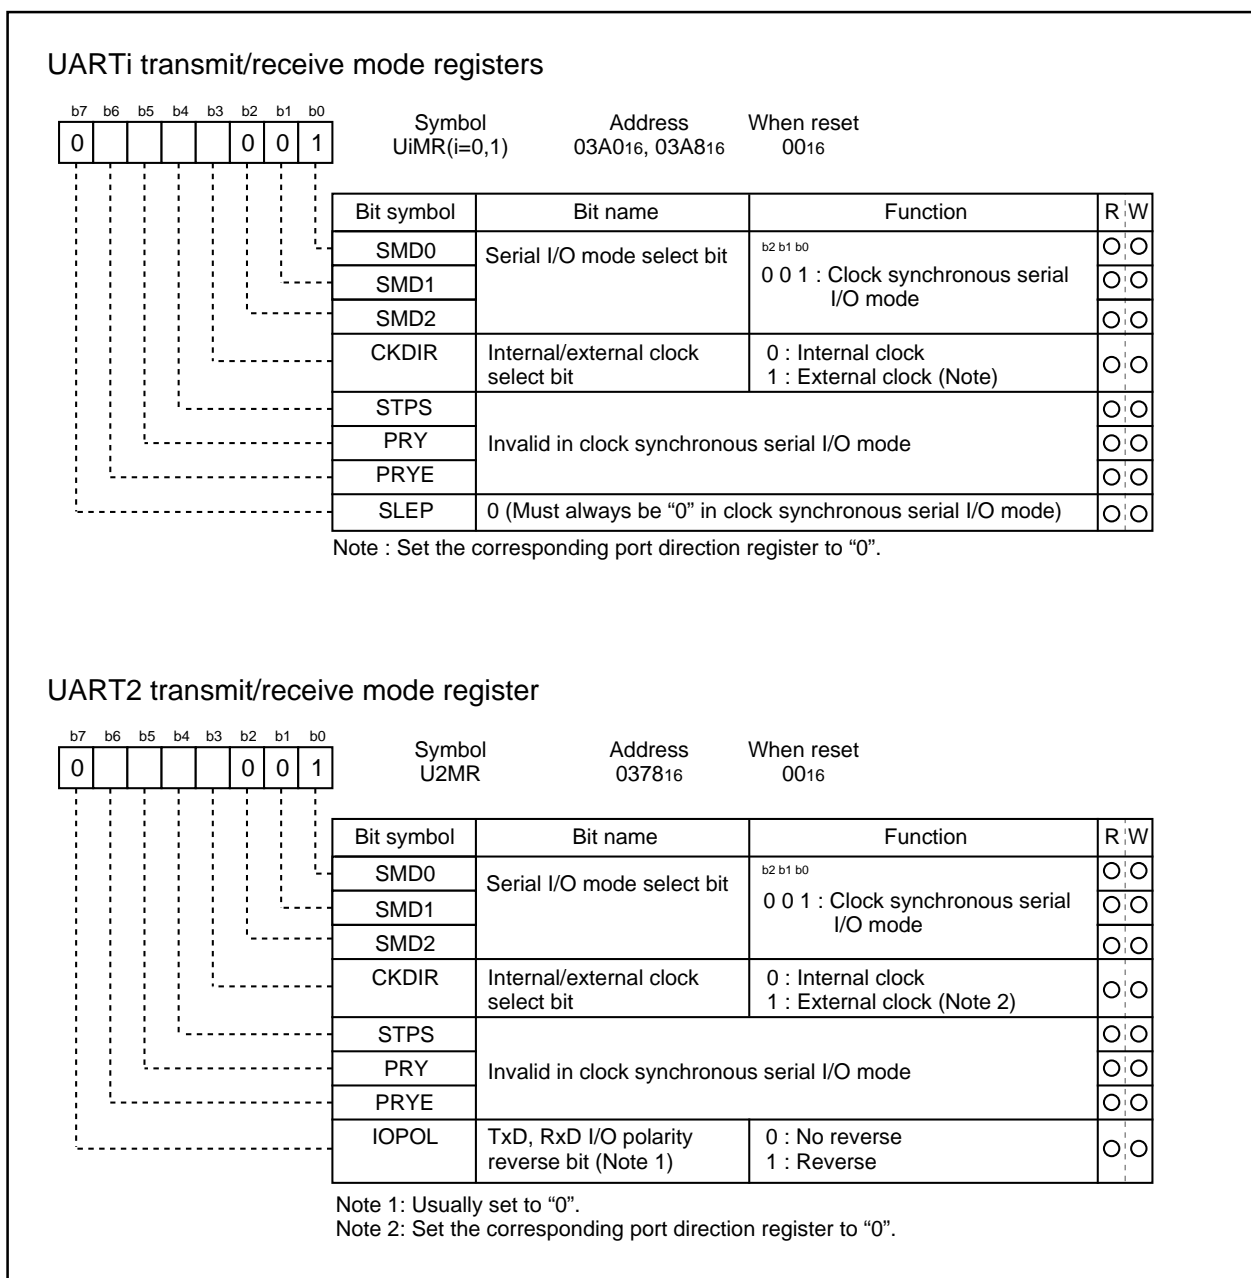 UARTi transmit/receive mode registers
b7 b6 b5 b4 b3 b2 b1 b0
0 0 0 1
Symbol Address When reset
UiMR(i=0,1) 03A016, 03A816 0016
Bit symbol Bit name Function R W
SMD0 Serial I/O mode select bit b2 b1 b0
SMD1 0 0 1 : Clock synchronous serial
I/O mode
SMD2
CKDIR Internal/external clock 0 : Internal clock
select bit 1 : External clock (Note)
STPS
PRY Invalid in clock synchronous serial I/O mode
PRYE
SLEP 0 (Must always be “0” in clock synchronous serial I/O mode)
Note : Set the corresponding port direction register to “0”.
UART2 transmit/receive mode register
b7 b6 b5 b4 b3 b2 b1 b0
0 0 0 1
Symbol Address When reset
U2MR 037816 0016
Bit symbol Bit name Function R W
SMD0 Serial I/O mode select bit b2 b1 b0
SMD1 0 0 1 : Clock synchronous serial
I/O mode
SMD2
CKDIR Internal/external clock 0 : Internal clock
select bit 1 : External clock (Note 2)
STPS
PRY Invalid in clock synchronous serial I/O mode
PRYE
IOPOL TxD, RxD I/O polarity 0 : No reverse
reverse bit (Note 1) 1 : Reverse
Note 1: Usually set to “0”.
Note 2: Set the corresponding port direction register to “0”.